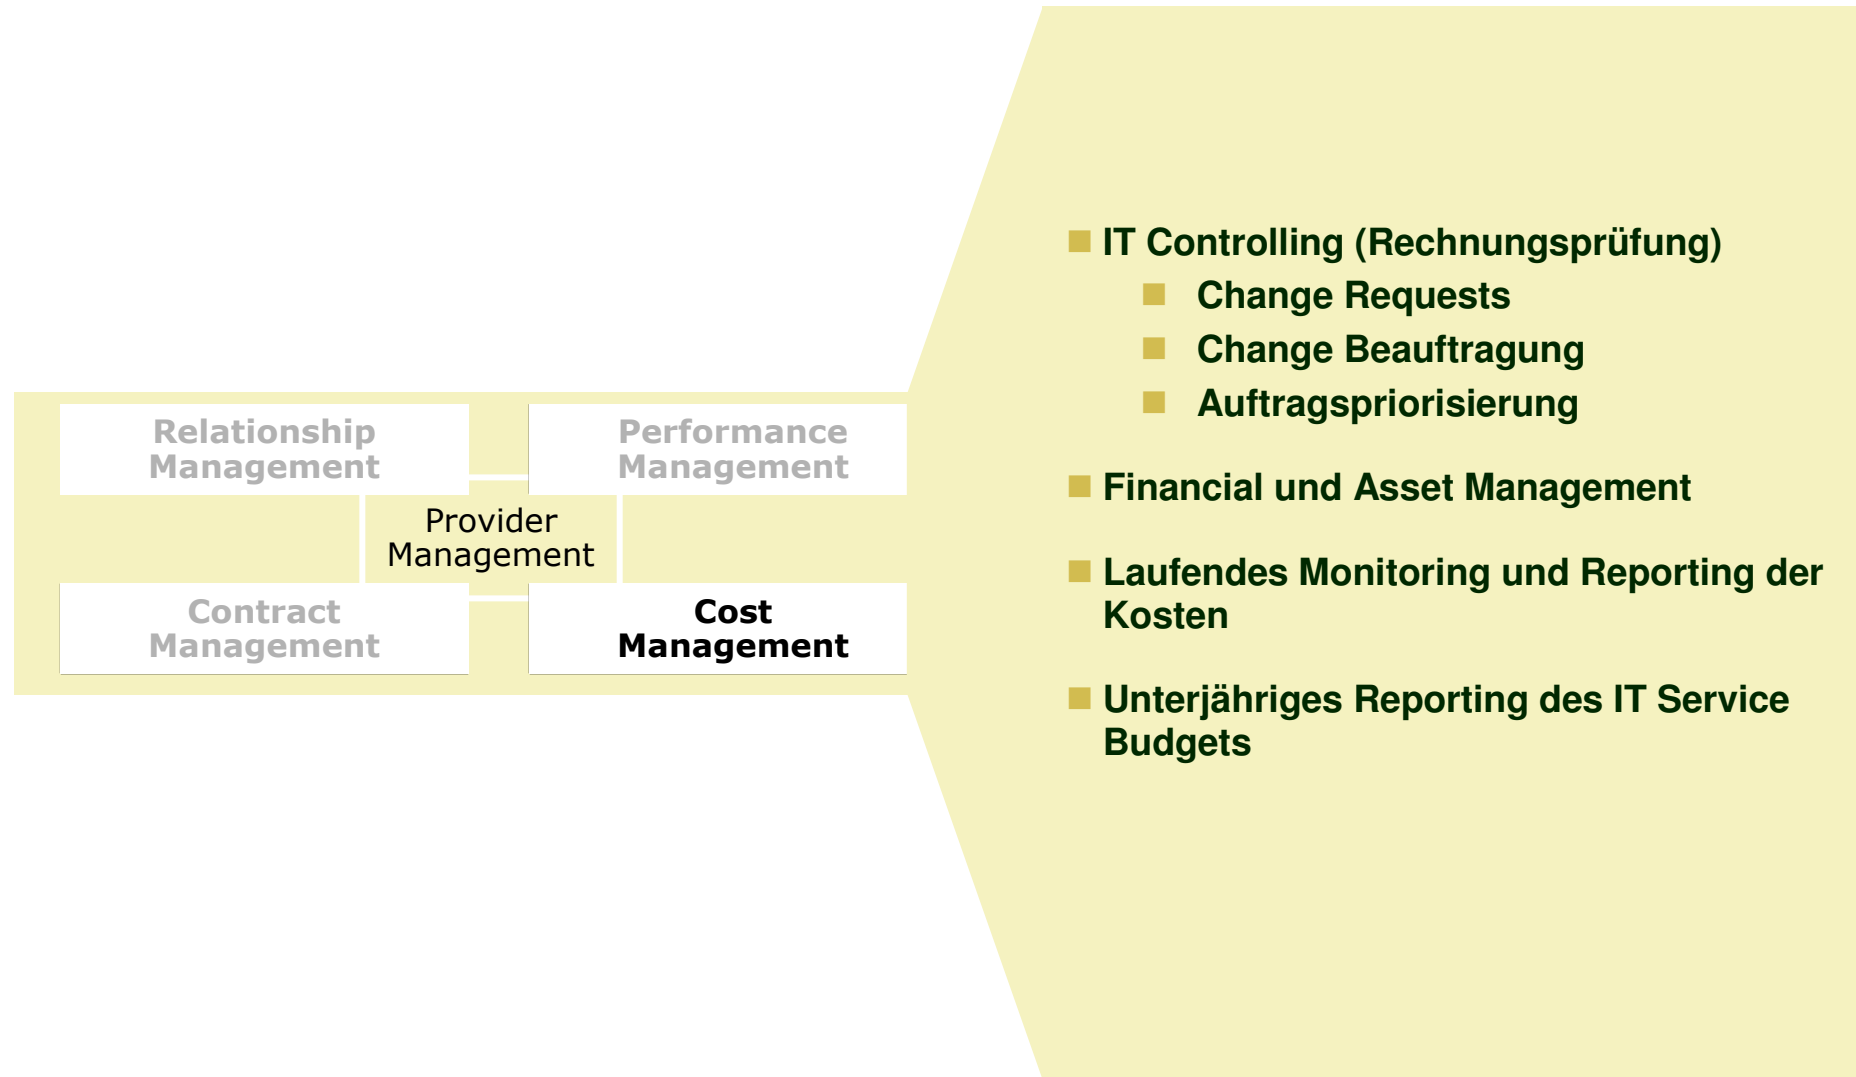 Relationship
Management
Performance
Management
Provider
Management
Contract
Management
Cost
Management
IT Controlling (Rechnungsprüfung)
Change Requests
Change Beauftragung
Auftragspriorisierung
Financial und Asset Management
Laufendes Monitoring und Reporting der
Kosten
Unterjähriges Reporting des IT Service
Budgets